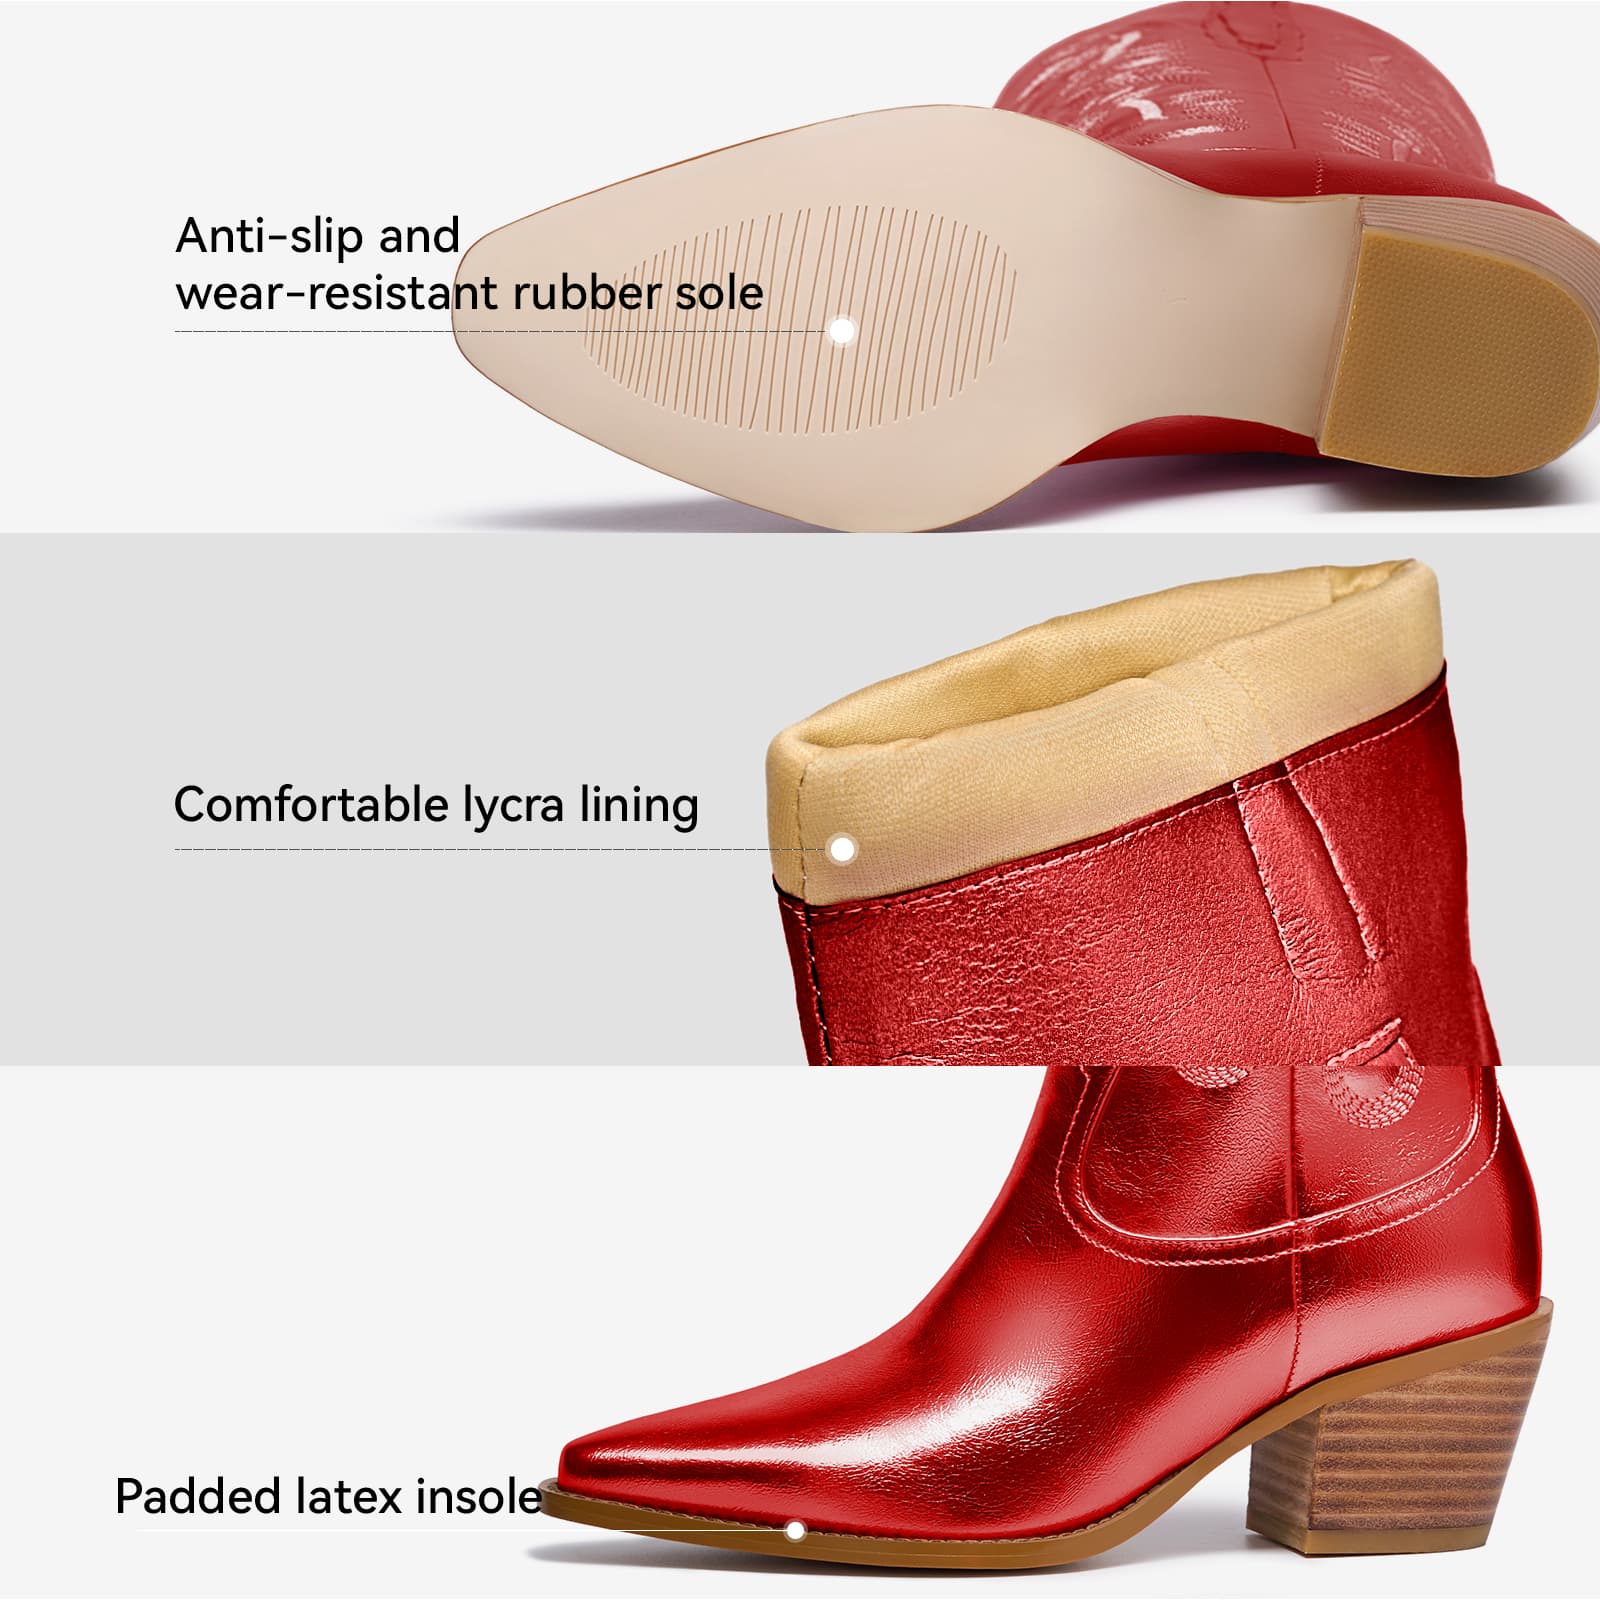 Anti-slip and
wear-resistant rubber sole
Comfortable lycra lining
Padded latex insole